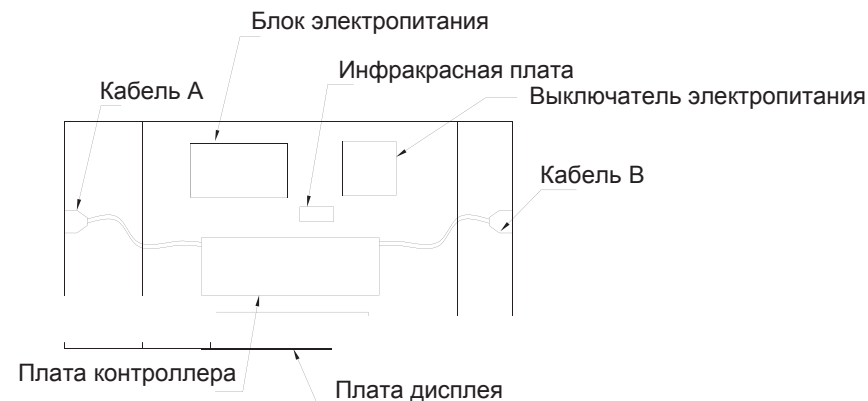 Блок электропитания
Инфракрасная плата
Кабель A
Выключатель электропитания
Кабель B
Плата контроллера
Плата дисплея